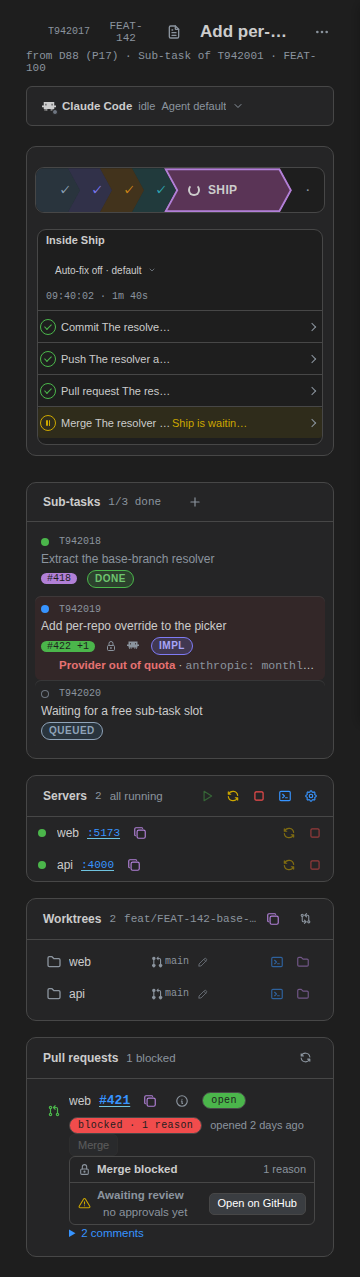 T942017 FEAT-142 Add per-…
from D88 (P17) · Sub-task of T942001 · FEAT-100
Claude Code idle Agent default
SHIP
Inside Ship
Auto-fix off · default
09:40:02 · 1m 40s
Commit The resolve…
Push The resolver a…
Pull request The res…
Merge The resolver … Ship is waitin…
Sub-tasks 1/3 done
T942018
Extract the base-branch resolver
#418 DONE
T942019
Add per-repo override to the picker
#422 +1 IMPL
Provider out of quota · anthropic: monthl…
T942020
Waiting for a free sub-task slot
QUEUED
Servers 2 all running
web :5173
api :4000
Worktrees 2 feat/FEAT-142-base-…
web main
api main
Pull requests 1 blocked
web #421 open
blocked · 1 reason opened 2 days ago
Merge
Merge blocked 1 reason
Awaiting review
no approvals yet
Open on GitHub
2 comments